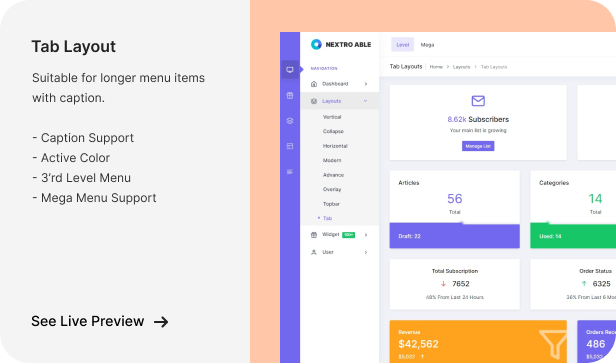 Tab Layout
Suitable for longer menu items
with caption.
- Caption Support
- Active Color
- 3'rd Level Menu
- Mega Menu Support
See Live Preview →
NEXTRO ABLE
NAVIGATION
Dashboard
Layouts
Vertical
Collapse
Horizontal
Modern
Advance
Overlay
Topbar
Tab
Widget 100+
User
Level Mega
Tab Layouts Home > Layouts > Tab Layouts
8.62k Subscribers
Your main list is growing
Manage List
Articles
56
Total
Draft: 22
Categories
14
Total
Used: 14
Total Subscription
↓ 7652
48% From Last 24 Hours
Order Status
↑ 6325
36% From Last 6 Mo
Revenue
$42,562
$5,032 ↑
Orders Rece
486
$5,032